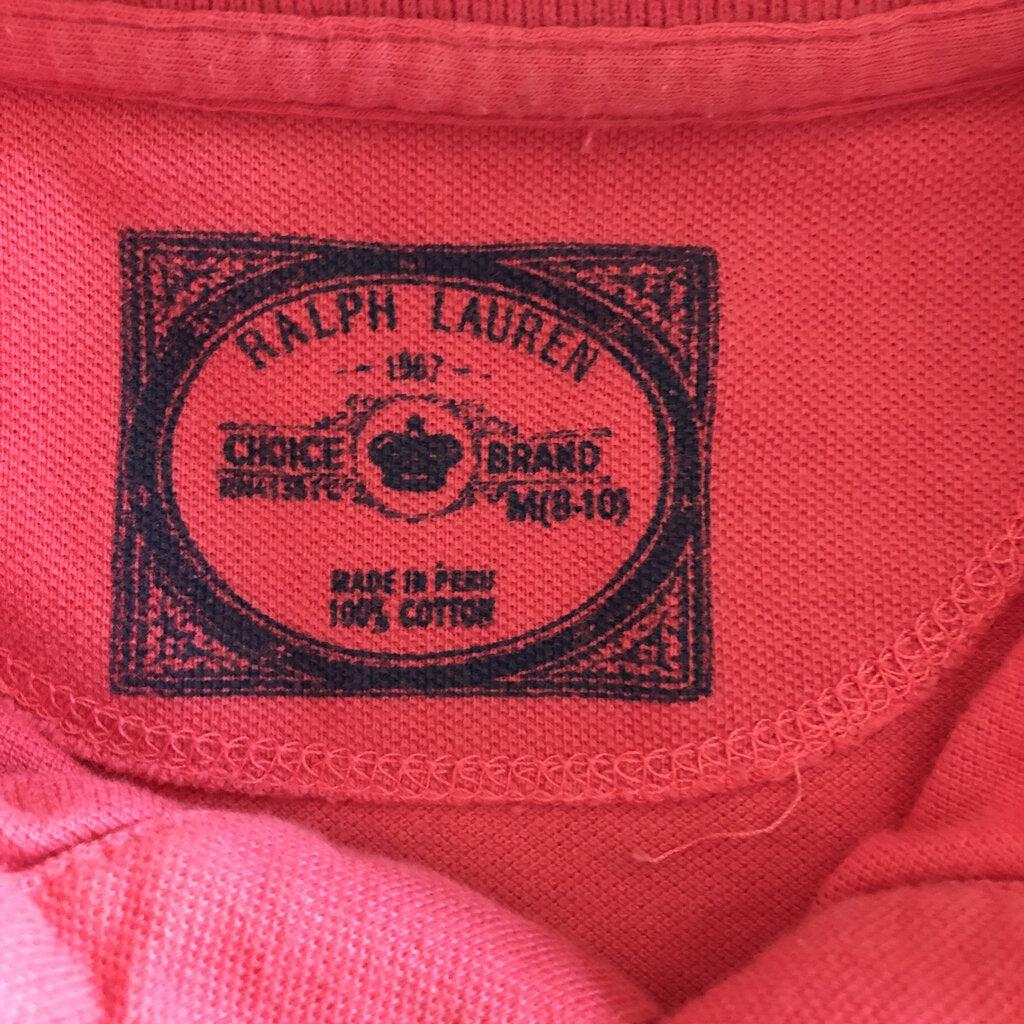 RALPH LAUREN
1967
CHOICE BRAND
M(8-10)
MADE IN PERU
100% COTTON